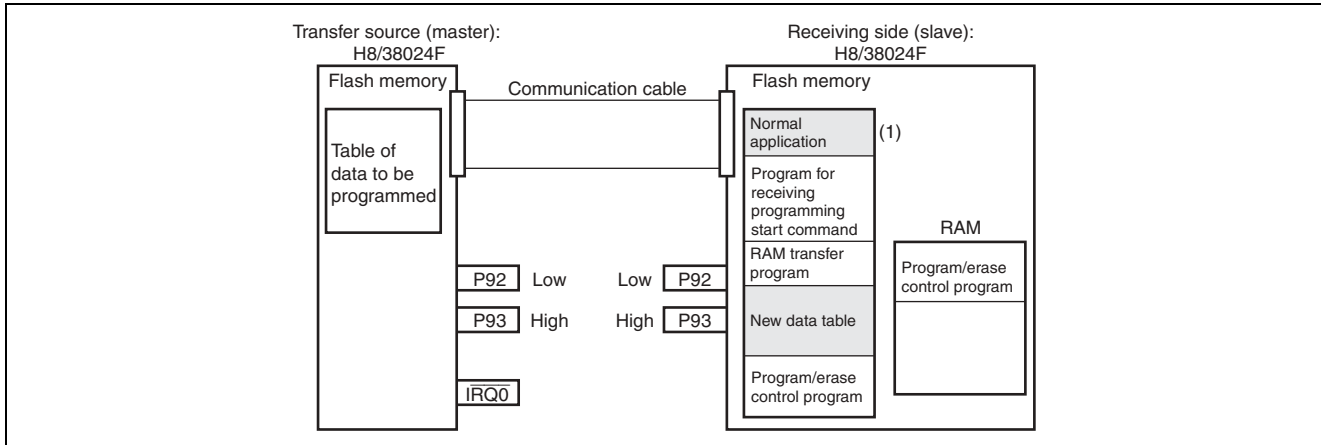 Transfer source (master):
H8/38024F
Flash memory
Table of
data to be
programmed
P92 Low
P93 High
IRQ0
Communication cable
Receiving side (slave):
H8/38024F
Flash memory
Normal
application
(1)
Program for
receiving
programming
start command
RAM transfer
program
New data table
Program/erase
control program
Low P92
High P93
RAM
Program/erase
control program